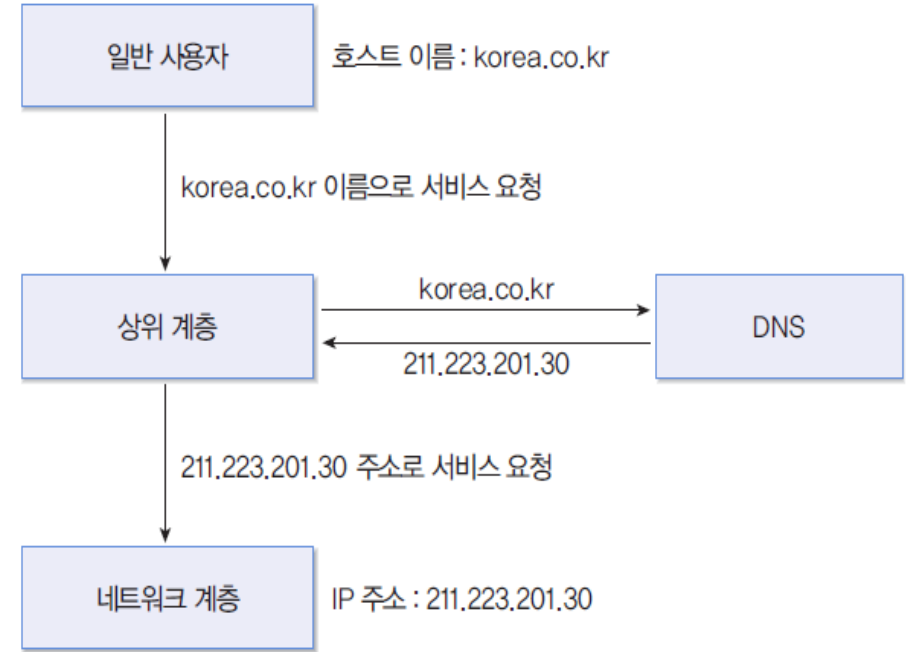 일반 사용자
호스트 이름 : korea.co.kr
korea.co.kr 이름으로 서비스 요청
상위 계층
korea.co.kr
211.223.201.30
DNS
211.223.201.30 주소로 서비스 요청
네트워크 계층
IP 주소 : 211.223.201.30